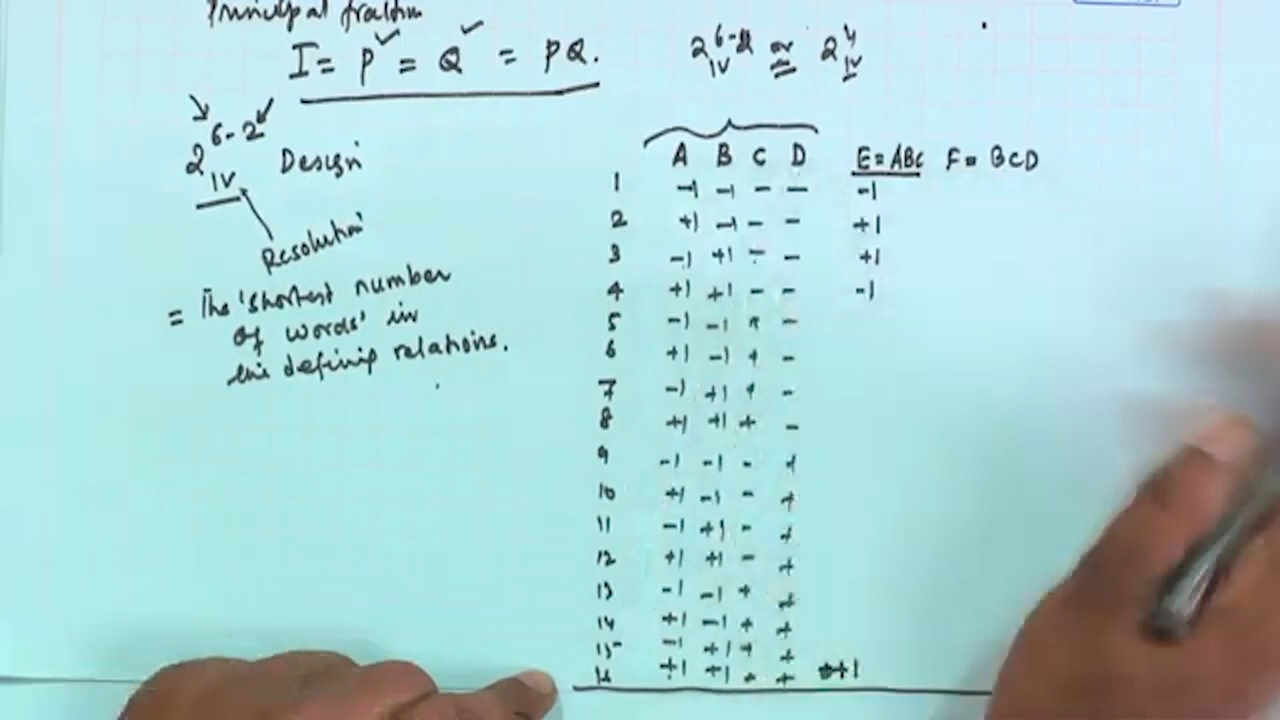 Principal fraction
I = P = Q = PQ.
2 6-2 IV or 2 4 IV
2 6-2 IV Design
Resolution
= The 'shortest number
of words' in
the defining relations.
A B C D E = ABC F = BCD
1 -1 -1 - - -1
2 +1 -1 - - +1
3 -1 +1 - - +1
4 +1 +1 - - -1
5 -1 -1 + -
6 +1 -1 + -
7 -1 +1 + -
8 +1 +1 + -
9 -1 -1 - +
10 +1 -1 - +
11 -1 +1 - +
12 +1 +1 - +
13 -1 -1 + +
14 +1 -1 + +
15 -1 +1 + +
16 +1 +1 + + +1